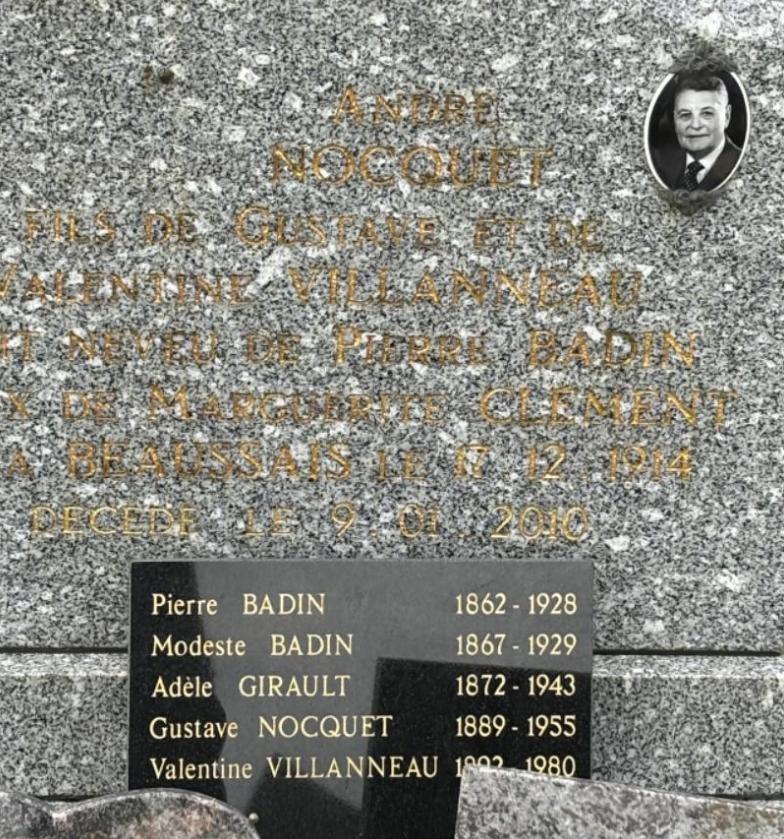 ANDRE
NOCQUET
FILS DE GUSTAVE ET DE
VALENTINE VILLANNEAU
T NEVEU DE PIERRE BADIN
X DE MARGUERITE CLEMENT
A BEAUSSAIS LE 17.12.1914
DECEDE LE 9.01.2010
Pierre BADIN 1862-1928
Modeste BADIN 1867-1929
Adèle GIRAULT 1872-1943
Gustave NOCQUET 1889-1955
Valentine VILLANNEAU 1980